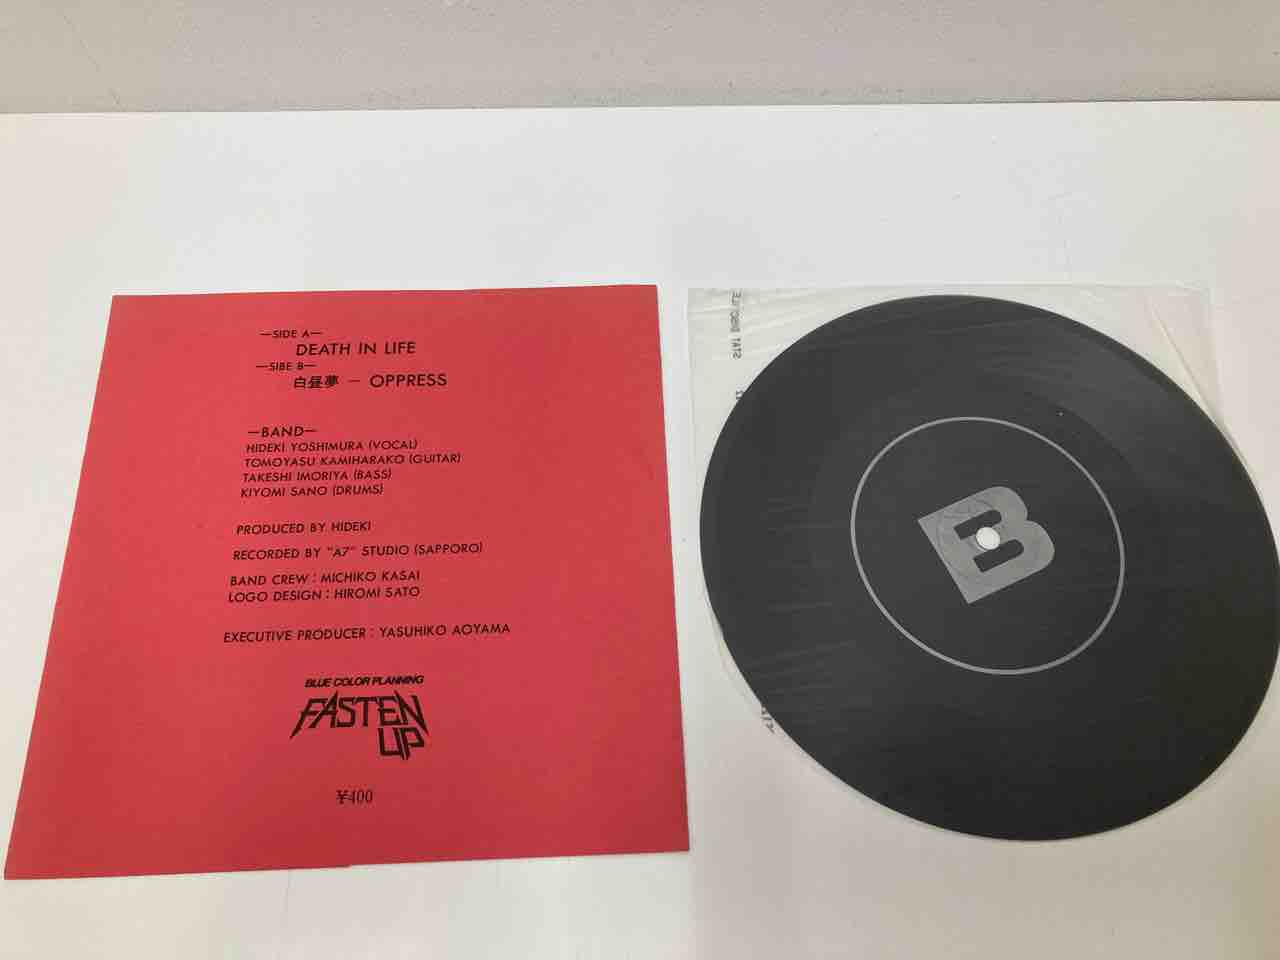 —SIDE A—
DEATH IN LIFE
—SIBE B—
白昼夢 — OPPRESS
—BAND—
HIDEKI YOSHIMURA (VOCAL)
TOMOYASU KAMIHARAKO (GUITAR)
TAKESHI IMORIYA (BASS)
KIYOMI SANO (DRUMS)
PRODUCED BY HIDEKI
RECORDED BY "A7" STUDIO (SAPPORO)
BAND CREW : MICHIKO KASAI
LOGO DESIGN : HIROMI SATO
EXECUTIVE PRODUCER : YASUHIKO AOYAMA
BLUE COLOR PLANNING
FASTEN
UP
¥400
B